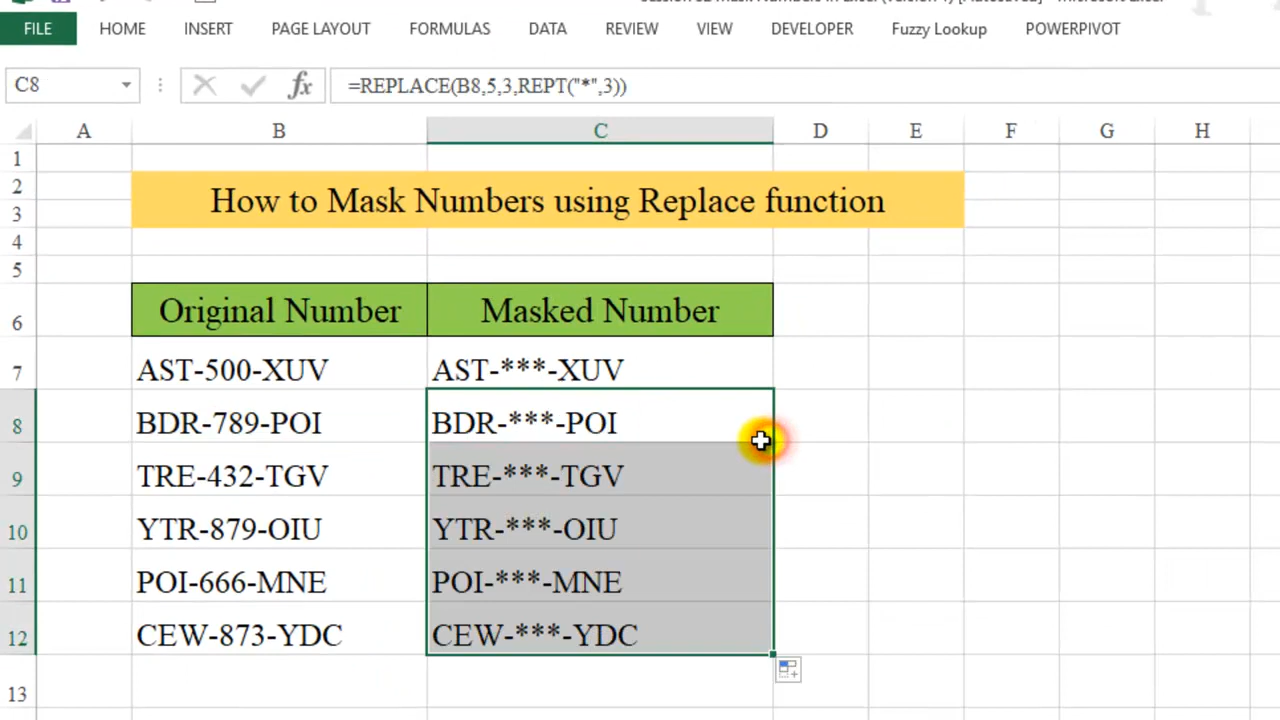 FILE HOME INSERT PAGE LAYOUT FORMULAS DATA REVIEW VIEW DEVELOPER Fuzzy Lookup POWERPIVOT
C8 fx =REPLACE(B8,5,3,REPT("*",3))
A B C D E F G H
1
2
How to Mask Numbers using Replace function
3
4
5
6 Original Number Masked Number
7 AST-500-XUV AST-***-XUV
8 BDR-789-POI BDR-***-POI
9 TRE-432-TGV TRE-***-TGV
10 YTR-879-OIU YTR-***-OIU
11 POI-666-MNE POI-***-MNE
12 CEW-873-YDC CEW-***-YDC
13